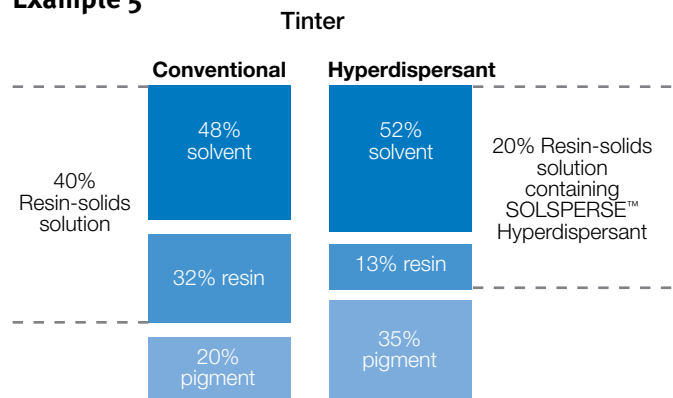 Example 5
Tinter
Conventional
Hyperdispersant
40%
Resin-solids
solution
48%
solvent
32% resin
20%
pigment
52%
solvent
13% resin
35%
pigment
20% Resin-solids
solution
containing
SOLSPERSE™
Hyperdispersant